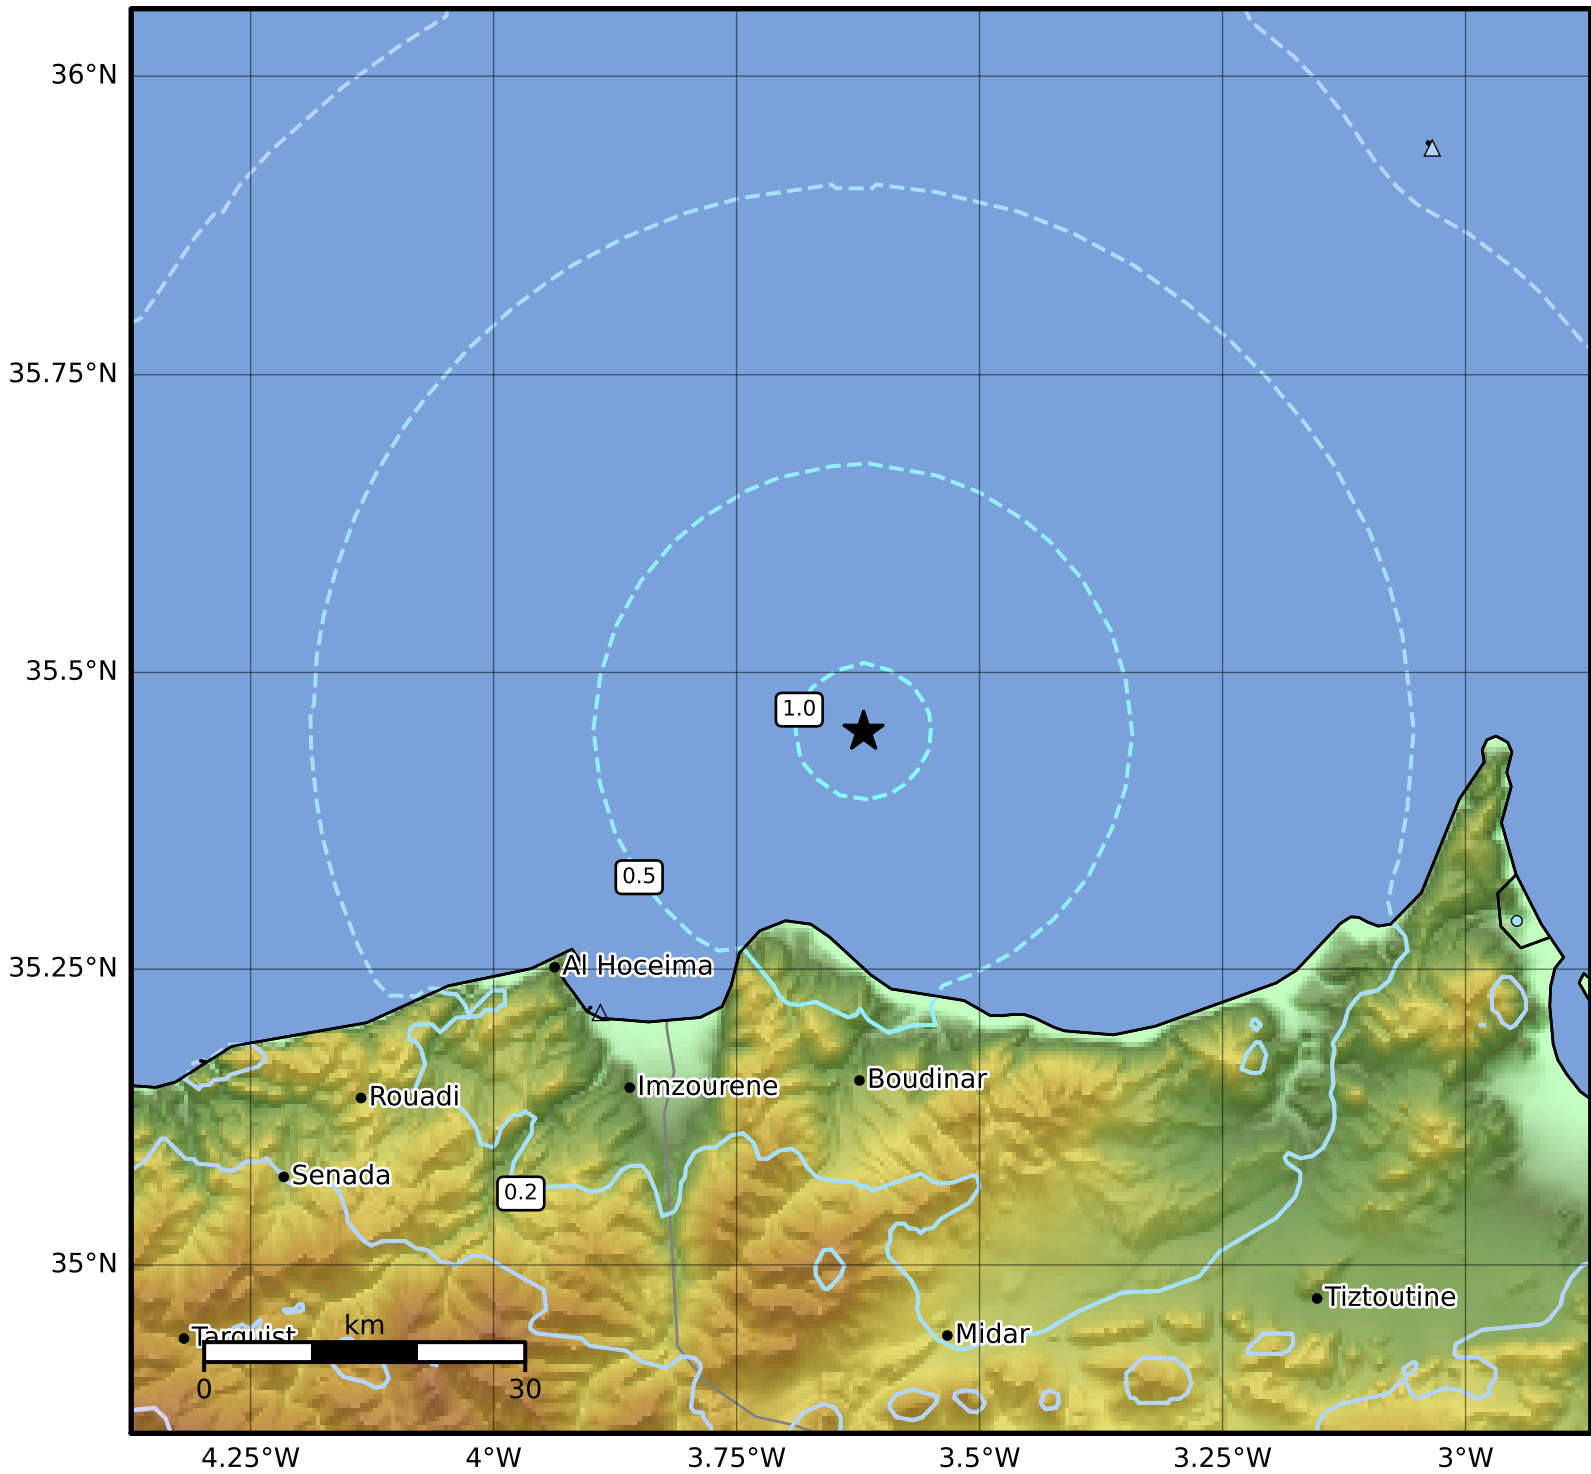 36°N
35.75°N
35.5°N
1.0
0.5
35.25°N
Al Hoceima
Imzourene
Boudinar
Rouadi
Senada
0.2
35°N
Tiztoutine
Midar
Targuist
km
0 30
4.25°W 4°W 3.75°W 3.5°W 3.25°W 3°W